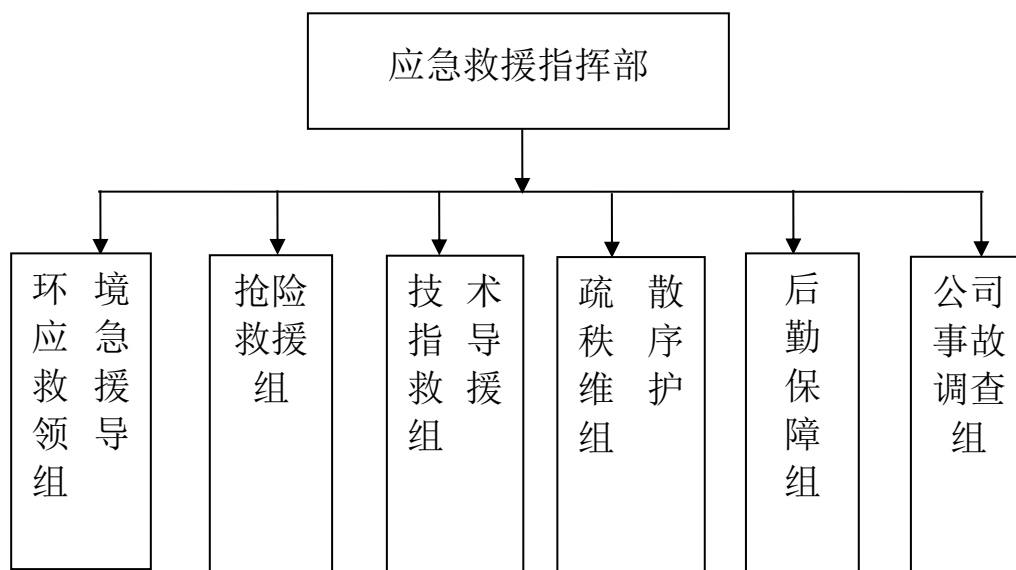 应急救援指挥部
环境
应急
救援
领导
组
抢险
救援
组
技术
指导
救援
组
疏散
秩序
维护
组
后
勤
保
障
组
公司
事故
调查
组